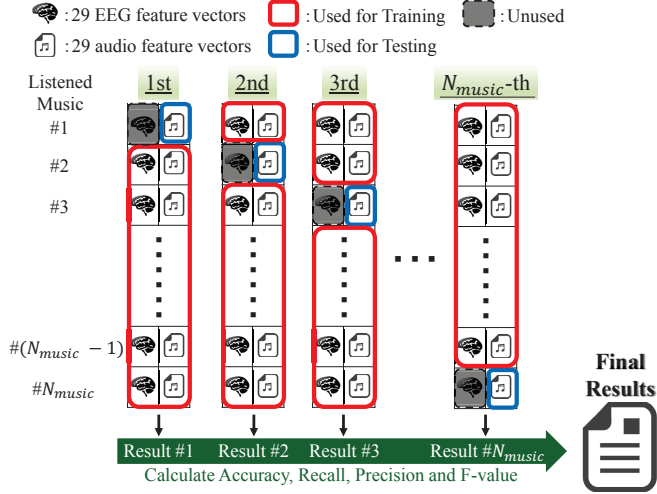 : 29 EEG feature vectors : Used for Training : Unused
: 29 audio feature vectors : Used for Testing
Listened Music 1st 2nd 3rd N_music-th
#1
#2
#3
#(N_music − 1)
#N_music
Final
Results
Result #1 Result #2 Result #3 Result #N_music
Calculate Accuracy, Recall, Precision and F-value